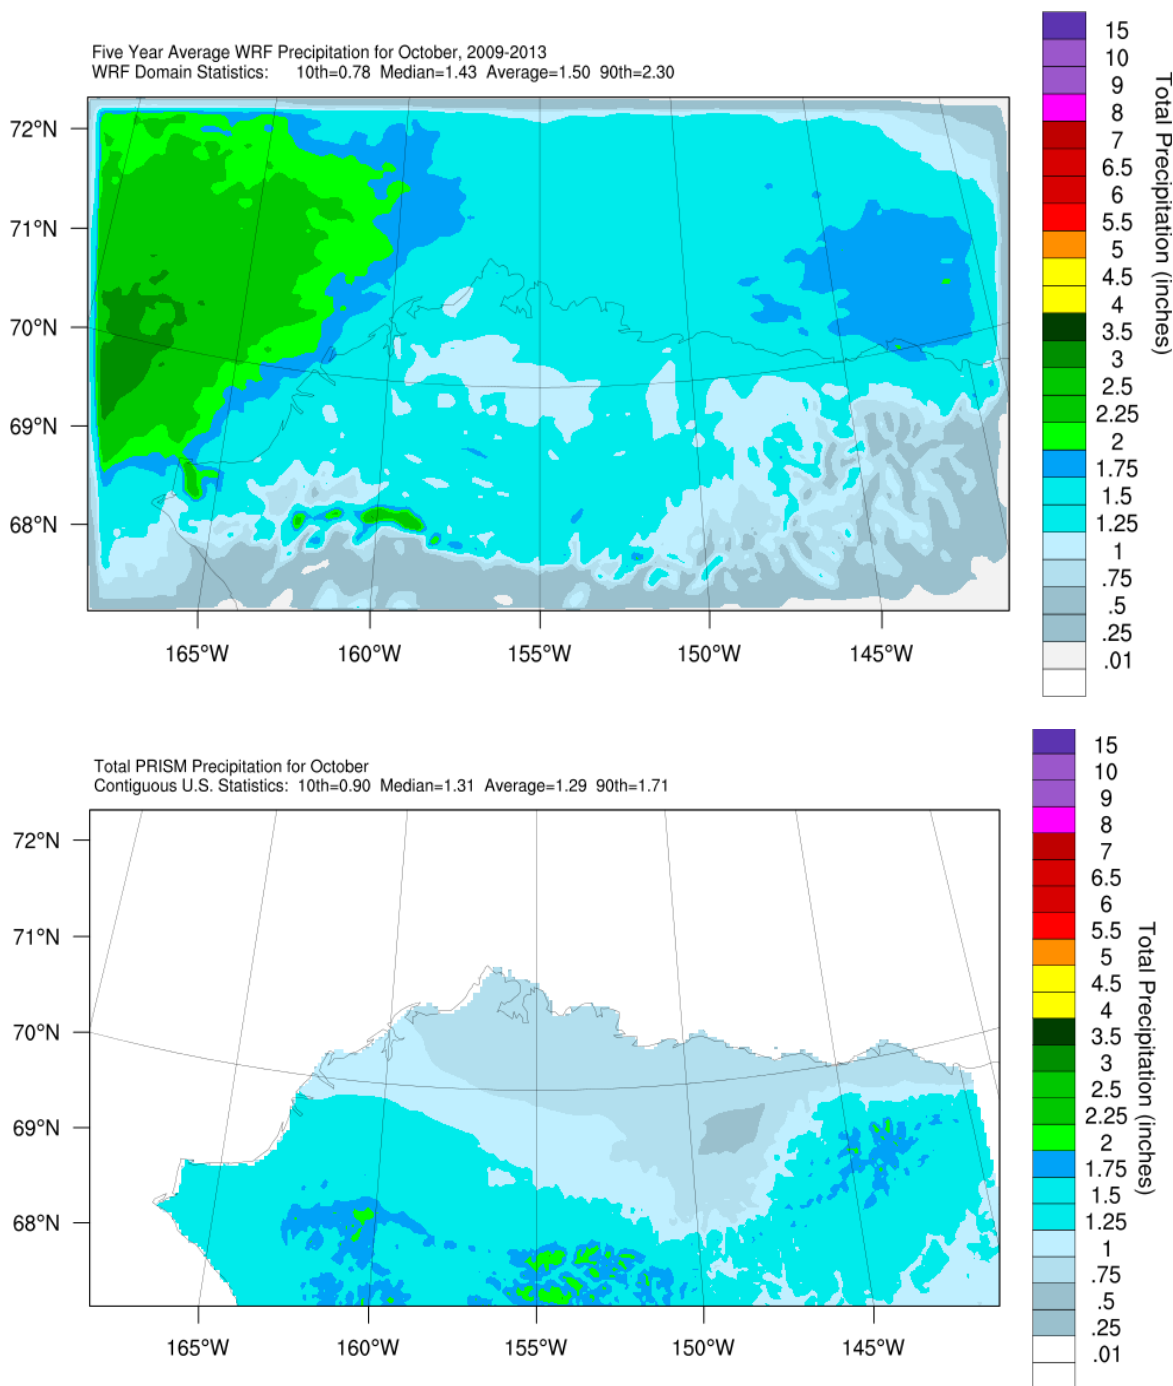 Five Year Average WRF Precipitation for October, 2009-2013
WRF Domain Statistics: 10th=0.78 Median=1.43 Average=1.50 90th=2.30
72°N
71°N
70°N
69°N
68°N
165°W 160°W 155°W 150°W 145°W
15
10
9
8
7
6.5
6
5.5
5
4.5
4
3.5
3
2.5
2.25
2
1.75
1.5
1.25
1
.75
.5
.25
.01
Total Precipitation (inches)
Total PRISM Precipitation for October
Contiguous U.S. Statistics: 10th=0.90 Median=1.31 Average=1.29 90th=1.71
72°N
71°N
70°N
69°N
68°N
165°W 160°W 155°W 150°W 145°W
15
10
9
8
7
6.5
6
5.5
5
4.5
4
3.5
3
2.5
2.25
2
1.75
1.5
1.25
1
.75
.5
.25
.01
Total Precipitation (inches)